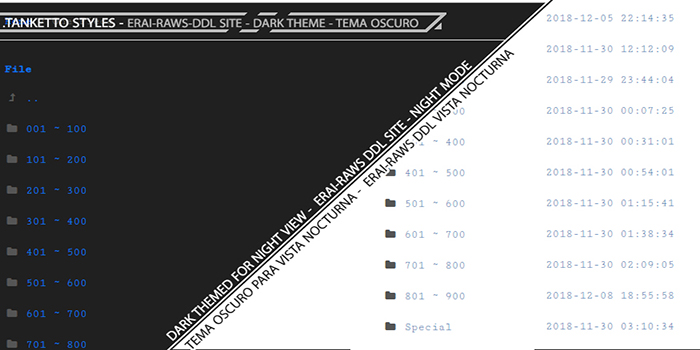 .TANKETTO STYLES - ERAI-RAWS-DDL SITE - DARK THEME - TEMA OSCURO
File
..
001 ~ 100
101 ~ 200
201 ~ 300
301 ~ 400
401 ~ 500
501 ~ 600
601 ~ 700
701 ~ 800
DARK THEMED FOR NIGHT VIEW - ERAI-RAWS DDL SITE - NIGHT MODE
TEMA OSCURO PARA VISTA NOCTURNA - ERAI-RAWS DDL VISTA NOCTURNA
2018-12-05 22:14:35
2018-11-30 12:12:09
2018-11-29 23:44:04
2018-11-30 00:07:25
~ 400 2018-11-30 00:31:01
401 ~ 500 2018-11-30 00:54:01
501 ~ 600 2018-11-30 01:15:41
601 ~ 700 2018-11-30 01:38:34
701 ~ 800 2018-11-30 02:09:05
801 ~ 900 2018-12-08 18:55:58
Special 2018-11-30 03:10:34